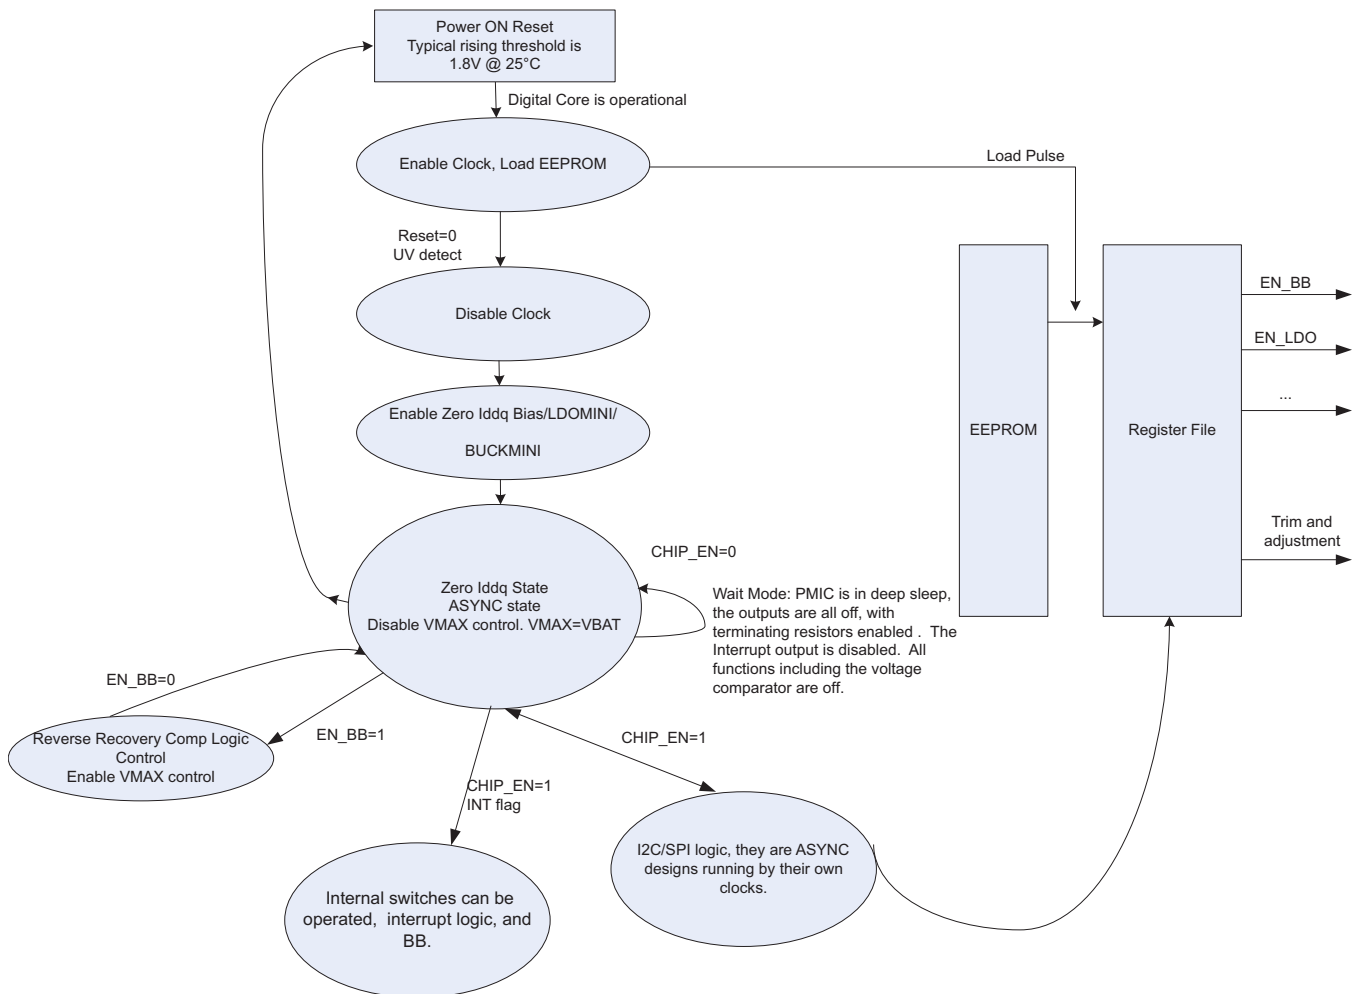 Power ON Reset
Typical rising threshold is
1.8V @ 25°C
Digital Core is operational
Enable Clock, Load EEPROM
Load Pulse
Reset=0
UV detect
Disable Clock
Enable Zero Iddq Bias/LDOMINI/
BUCKMINI
EEPROM
Register File
EN_BB
EN_LDO
...
Trim and
adjustment
CHIP_EN=0
Zero Iddq State
ASYNC state
Disable VMAX control. VMAX=VBAT
Wait Mode: PMIC is in deep sleep,
the outputs are all off, with
terminating resistors enabled . The
Interrupt output is disabled. All
functions including the voltage
comparator are off.
EN_BB=0
EN_BB=1
Reverse Recovery Comp Logic
Control
Enable VMAX control
CHIP_EN=1
INT flag
CHIP_EN=1
Internal switches can be
operated, interrupt logic, and
BB.
I2C/SPI logic, they are ASYNC
designs running by their own
clocks.